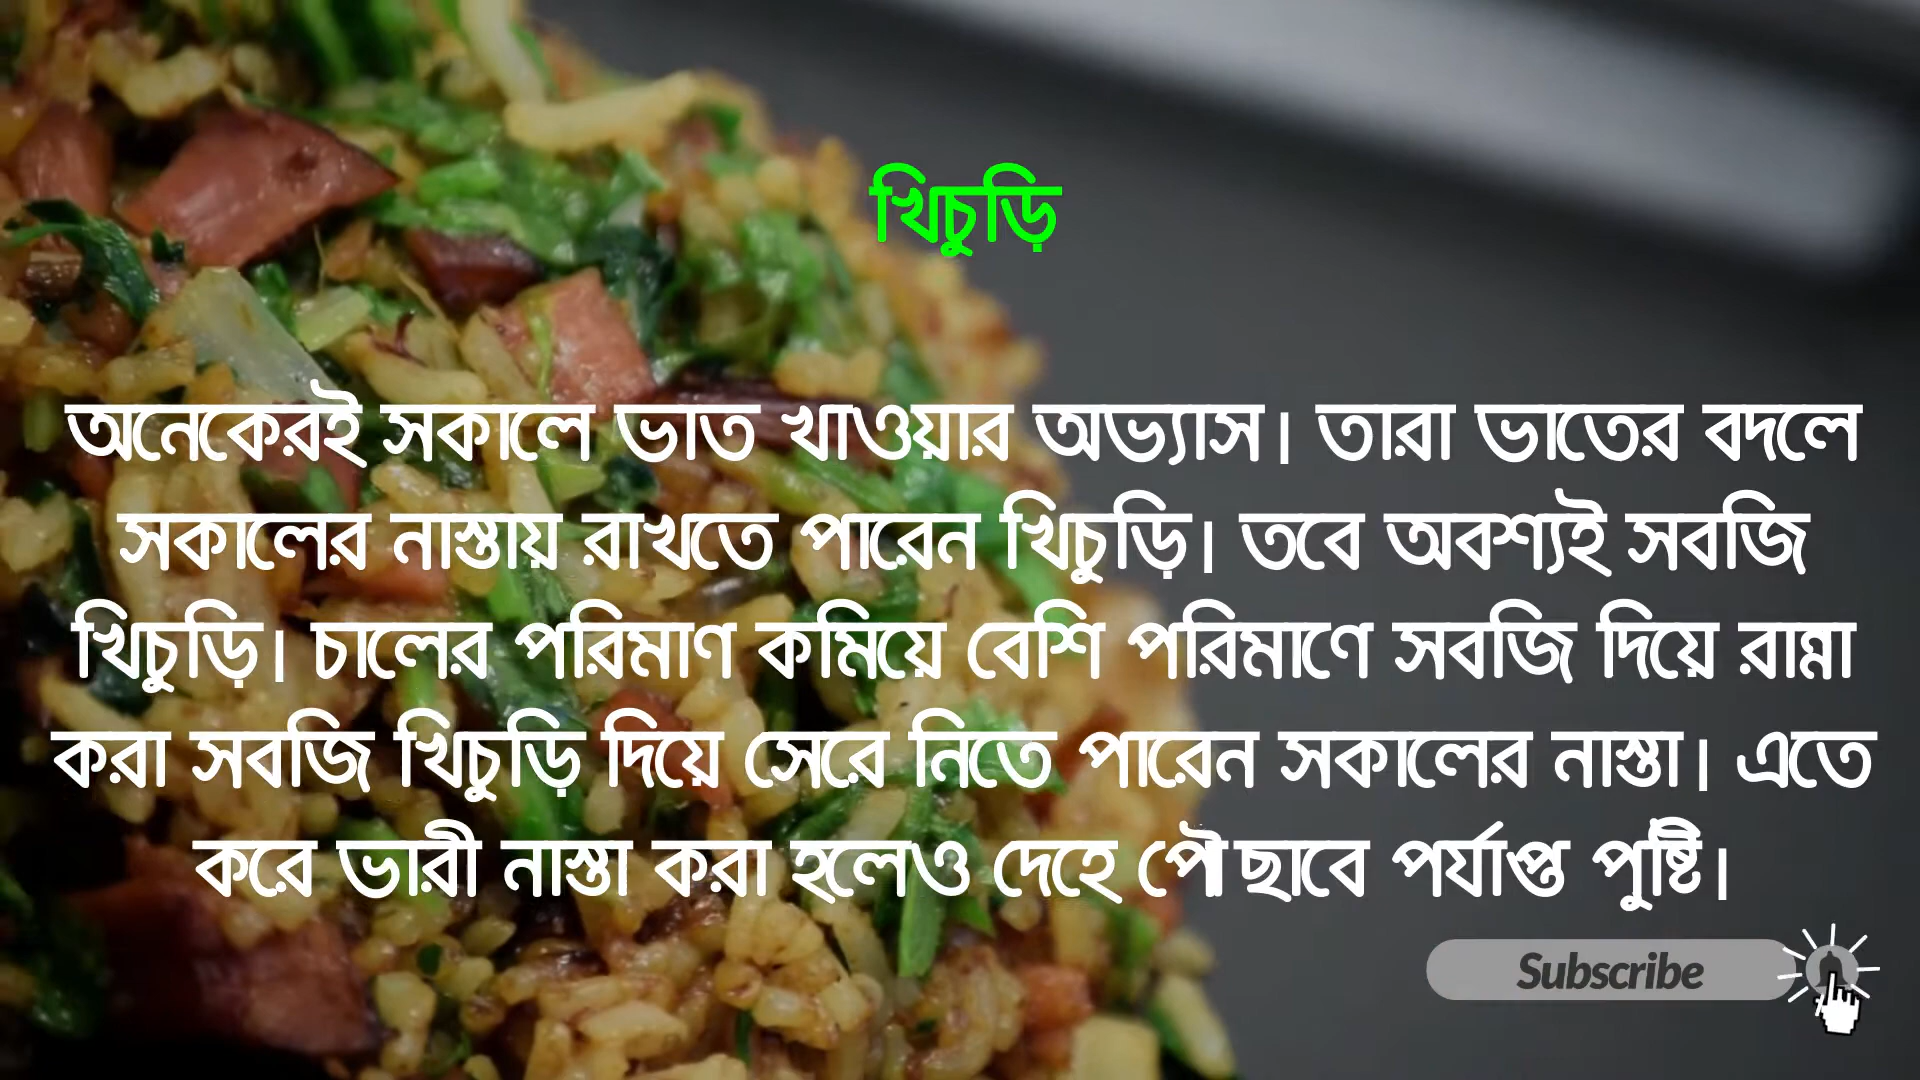 খিচুড়ি
অনেকেরই সকালে ভাত খাওয়ার অভ্যাস। তারা ভাতের বদলে
সকালের নাস্তায় রাখতে পারেন খিচুড়ি। তবে অবশ্যই সবজি
খিচুড়ি। চালের পরিমাণ কমিয়ে বেশি পরিমাণে সবজি দিয়ে রান্না
করা সবজি খিচুড়ি দিয়ে সেরে নিতে পারেন সকালের নাস্তা। এতে
করে ভারী নাস্তা করা হলেও দেহে পৌঁছাবে পর্যাপ্ত পুষ্টি।
Subscribe